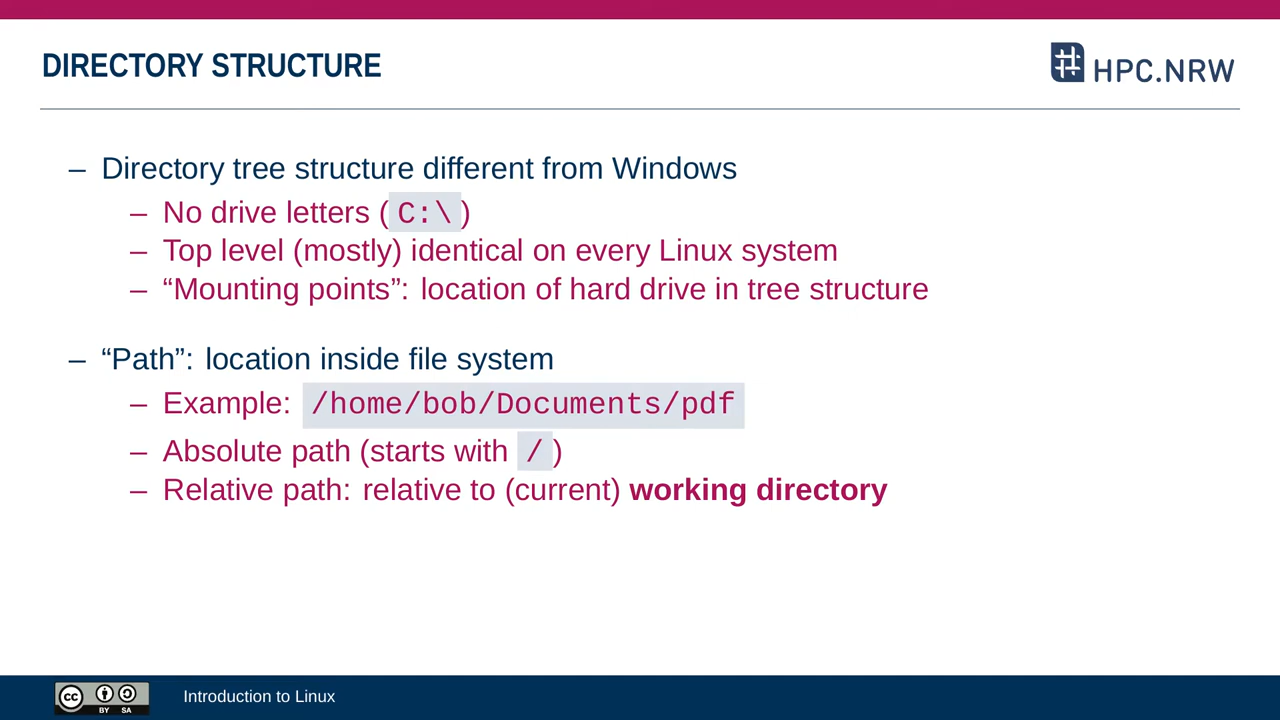 DIRECTORY STRUCTURE
HPC.NRW
– Directory tree structure different from Windows
– No drive letters ( C:\ )
– Top level (mostly) identical on every Linux system
– “Mounting points”: location of hard drive in tree structure
– “Path”: location inside file system
– Example: /home/bob/Documents/pdf
– Absolute path (starts with / )
– Relative path: relative to (current) working directory
cc BY SA
Introduction to Linux